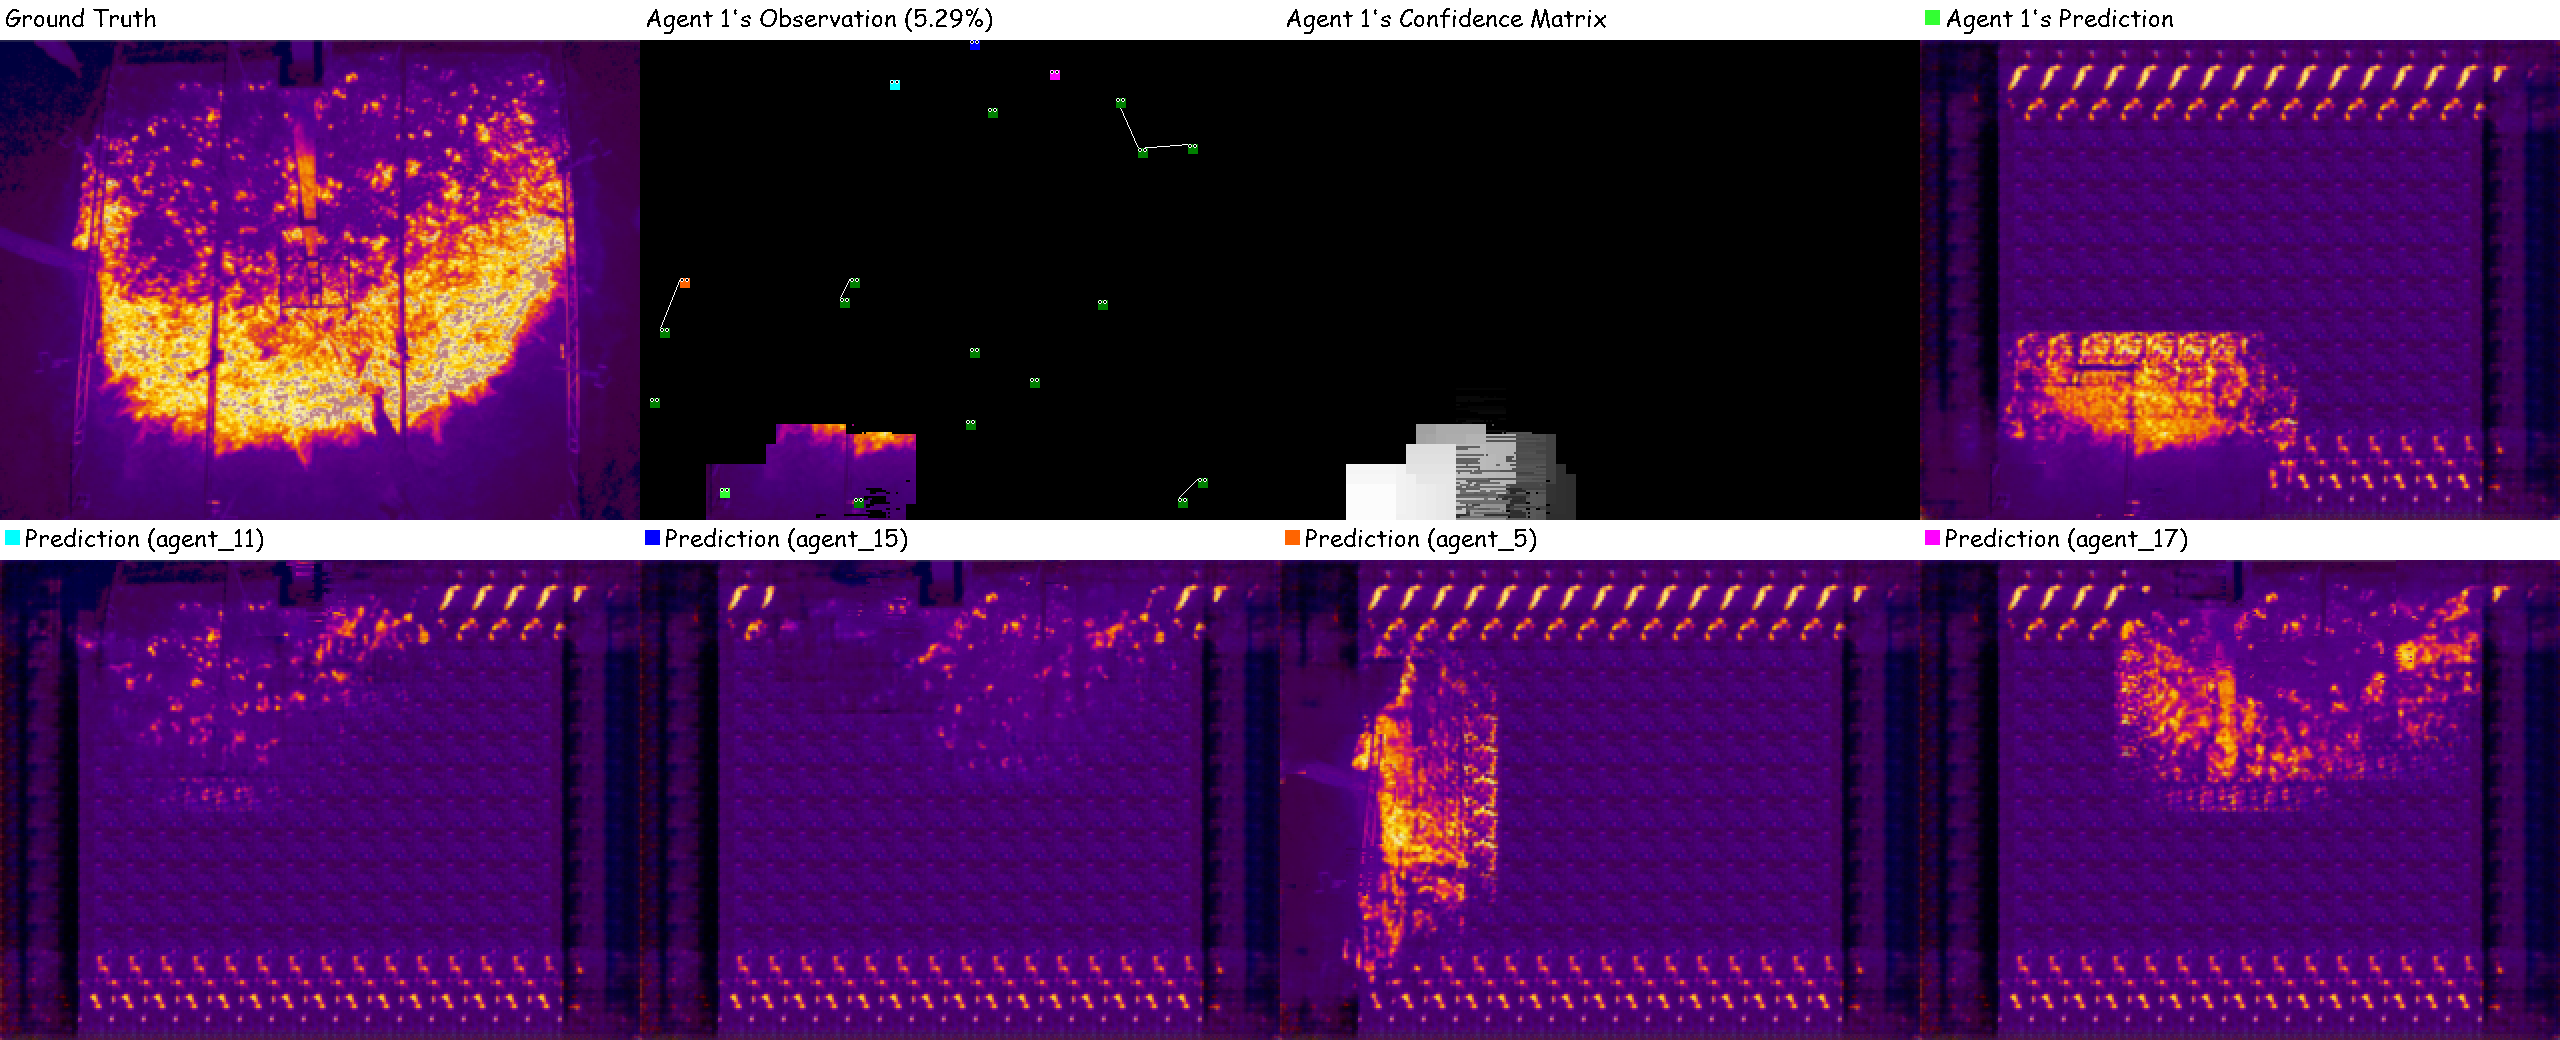 Ground Truth
Agent 1's Observation (5.29%)
Agent 1's Confidence Matrix
Agent 1's Prediction
Prediction (agent_11)
Prediction (agent_15)
Prediction (agent_5)
Prediction (agent_17)